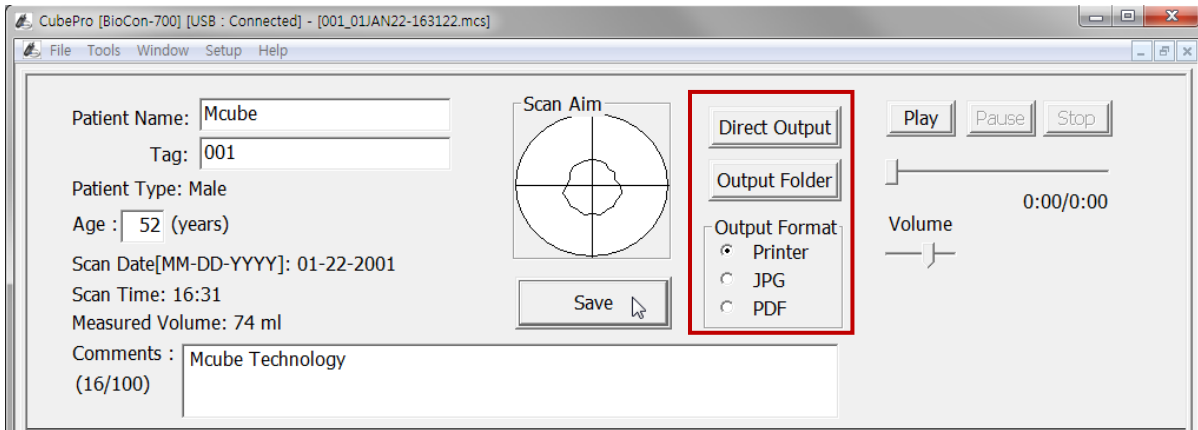 CubePro [BioCon-700] [USB : Connected] - [001_01JAN22-163122.mcs]
File Tools Window Setup Help
Patient Name: Mcube
Tag: 001
Patient Type: Male
Age : 52 (years)
Scan Date[MM-DD-YYYY]: 01-22-2001
Scan Time: 16:31
Measured Volume: 74 ml
Comments : Mcube Technology
(16/100)
Scan Aim
Save
Direct Output
Output Folder
Output Format
Printer
JPG
PDF
Play Pause Stop
0:00/0:00
Volume